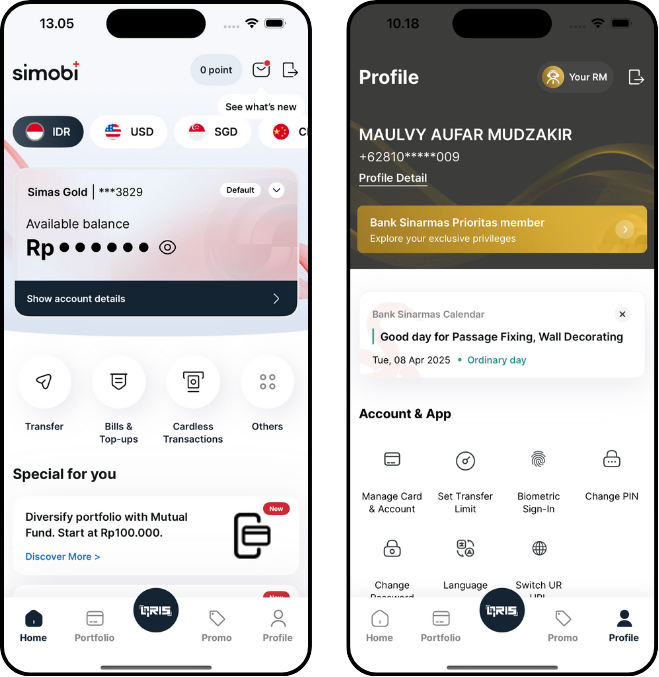 13.05
simobi+
0 point
See what's new
IDR
USD
SGD
Simas Gold | ***3829
Default
Available balance
Rp ● ● ● ● ● ●
Show account details
Transfer
Bills &
Top-ups
Cardless
Transactions
Others
Special for you
New
Diversify portfolio with Mutual
Fund. Start at Rp100.000.
Discover More >
New
Home
Portfolio
QRIS
Promo
Profile
10.18
Profile
Your RM
MAULVY AUFAR MUDZAKIR
+62810*****009
Profile Detail
Bank Sinarmas Prioritas member
Explore your exclusive privileges
Bank Sinarmas Calendar
Good day for Passage Fixing, Wall Decorating
Tue, 08 Apr 2025 • Ordinary day
Account & App
Manage Card
& Account
Set Transfer
Limit
Biometric
Sign-In
Change PIN
Change
Password
Language
Switch UR
Home
Portfolio
QRIS
Promo
Profile